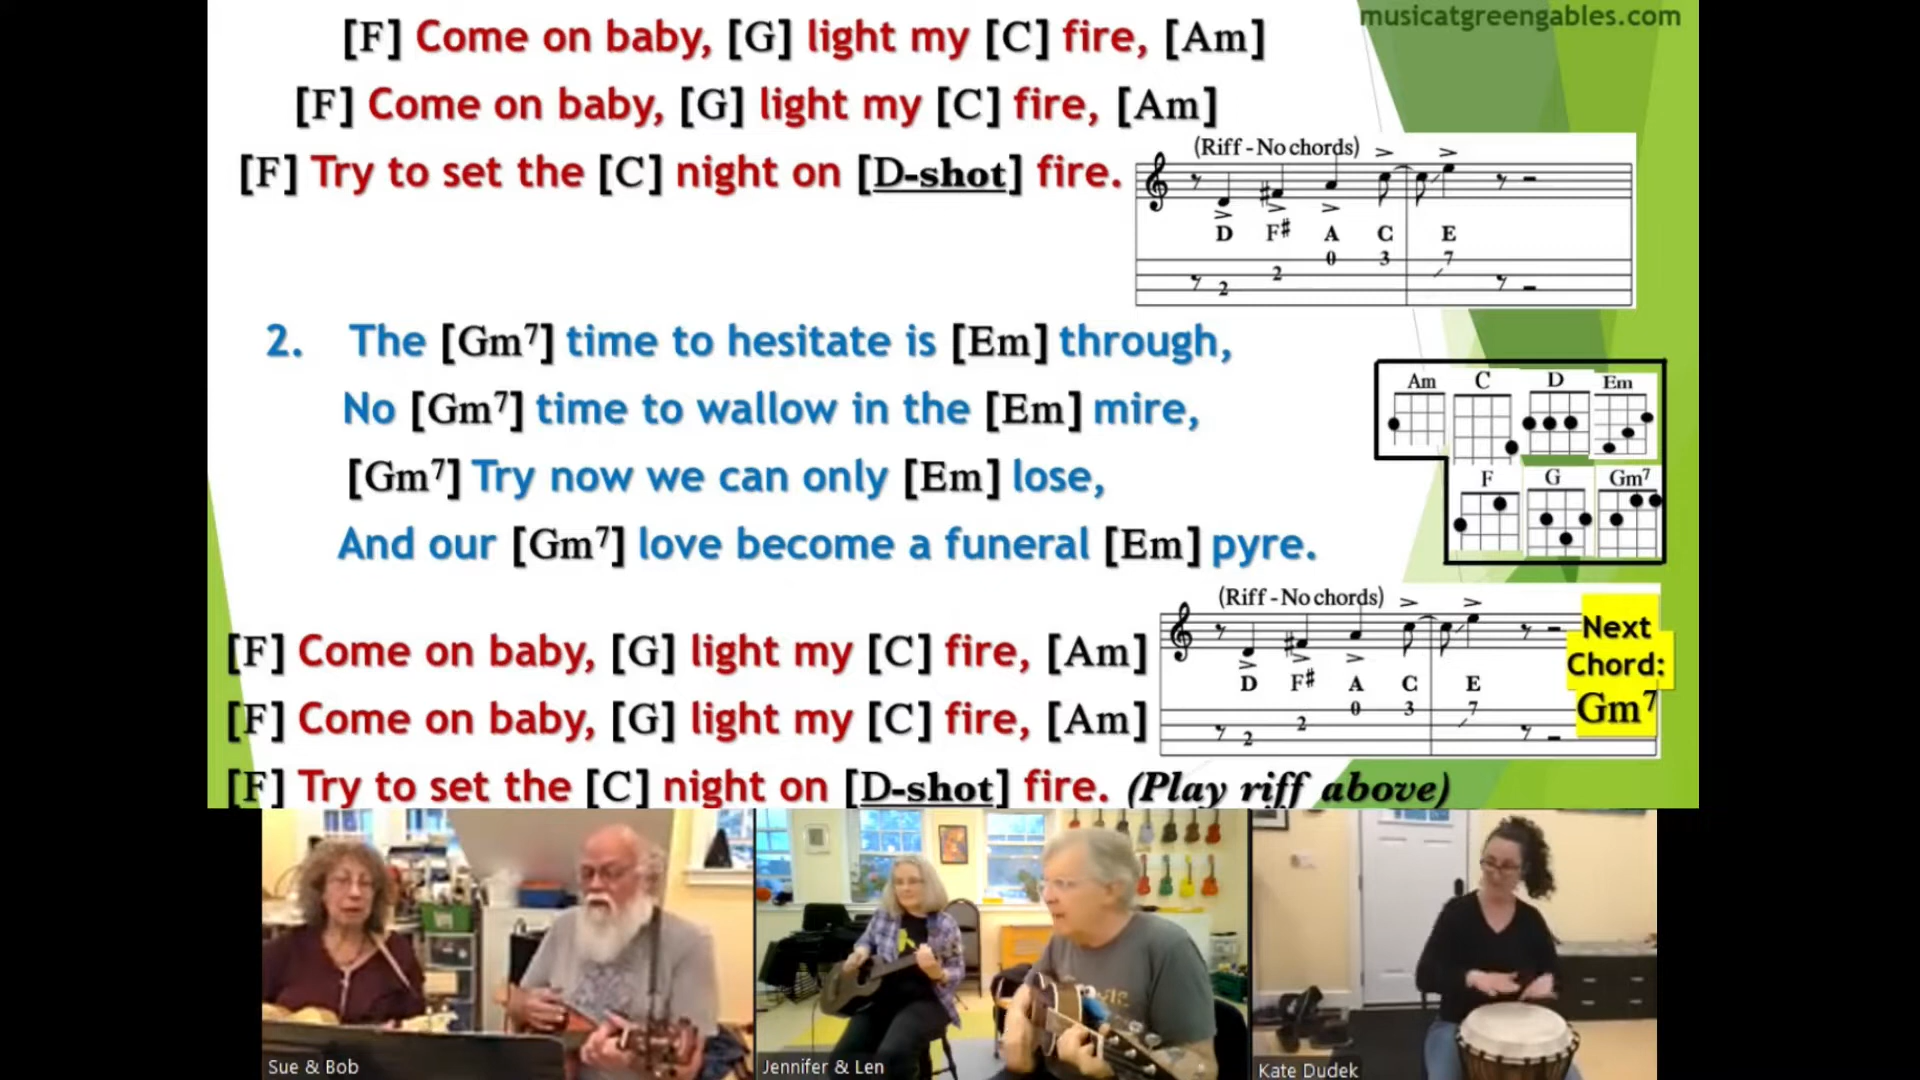 musicatgreengables.com
[F] Come on baby, [G] light my [C] fire, [Am]
[F] Come on baby, [G] light my [C] fire, [Am]
[F] Try to set the [C] night on [D-shot] fire.
(Riff - No chords)
D F♯ A C E
0 3 7
2
2
2. The [Gm⁷] time to hesitate is [Em] through,
No [Gm⁷] time to wallow in the [Em] mire,
[Gm⁷] Try now we can only [Em] lose,
And our [Gm⁷] love become a funeral [Em] pyre.
Am C D Em
F G Gm⁷
[F] Come on baby, [G] light my [C] fire, [Am]
[F] Come on baby, [G] light my [C] fire, [Am]
[F] Try to set the [C] night on [D-shot] fire. (Play riff above)
(Riff - No chords)
D F♯ A C E
0 3 7
2
2
Next
Chord:
Gm⁷
Sue & Bob
Jennifer & Len
Kate Dudek